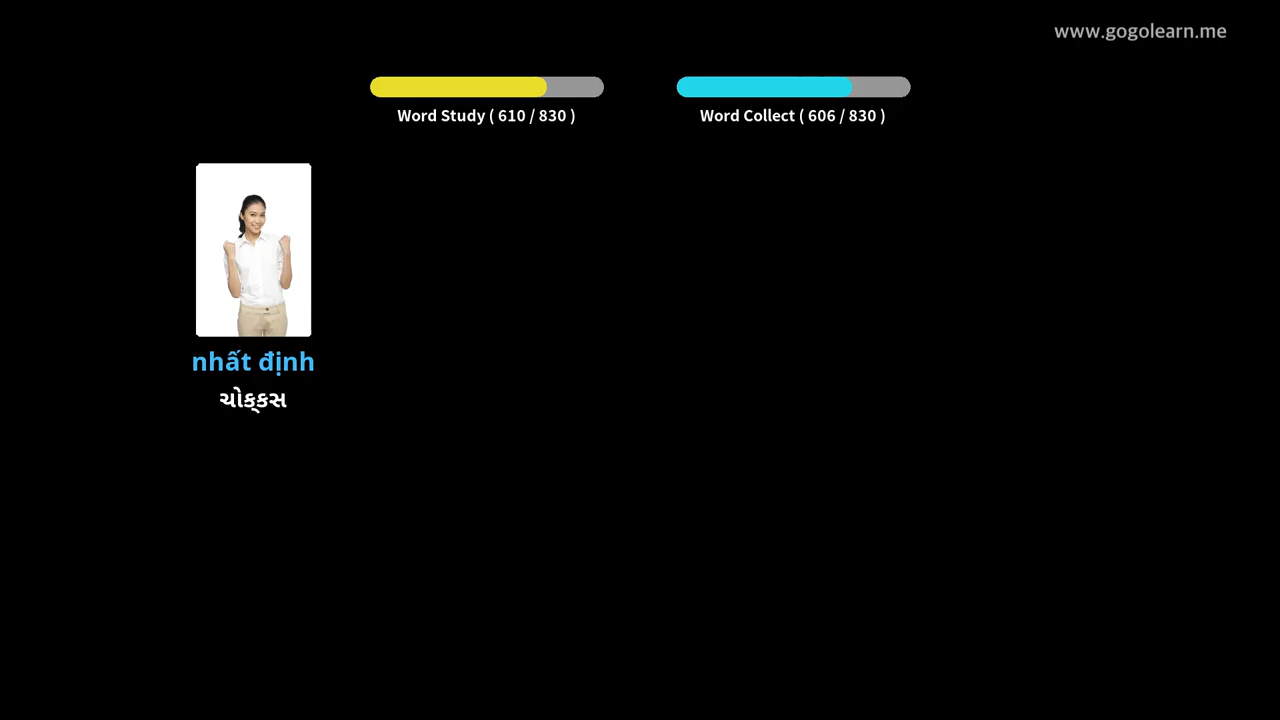 www.gogolearn.me
Word Study ( 610 / 830 )
Word Collect ( 606 / 830 )
nhất định
ચોક્કસ